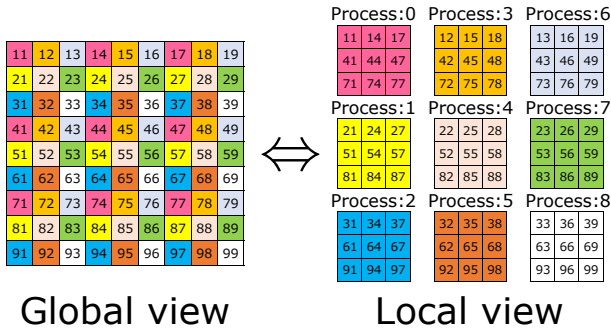 11 12 13 14 15 16 17 18 19
21 22 23 24 25 26 27 28 29
31 32 33 34 35 36 37 38 39
41 42 43 44 45 46 47 48 49
51 52 53 54 55 56 57 58 59
61 62 63 64 65 66 67 68 69
71 72 73 74 75 76 77 78 79
81 82 83 84 85 86 87 88 89
91 92 93 94 95 96 97 98 99
Global view
Process:0 Process:3 Process:6
11 14 17 12 15 18 13 16 19
41 44 47 42 45 48 43 46 49
71 74 77 72 75 78 73 76 79
Process:1 Process:4 Process:7
21 24 27 22 25 28 23 26 29
51 54 57 52 55 58 53 56 59
81 84 87 82 85 88 83 86 89
Process:2 Process:5 Process:8
31 34 37 32 35 38 33 36 39
61 64 67 62 65 68 63 66 69
91 94 97 92 95 98 93 96 99
Local view